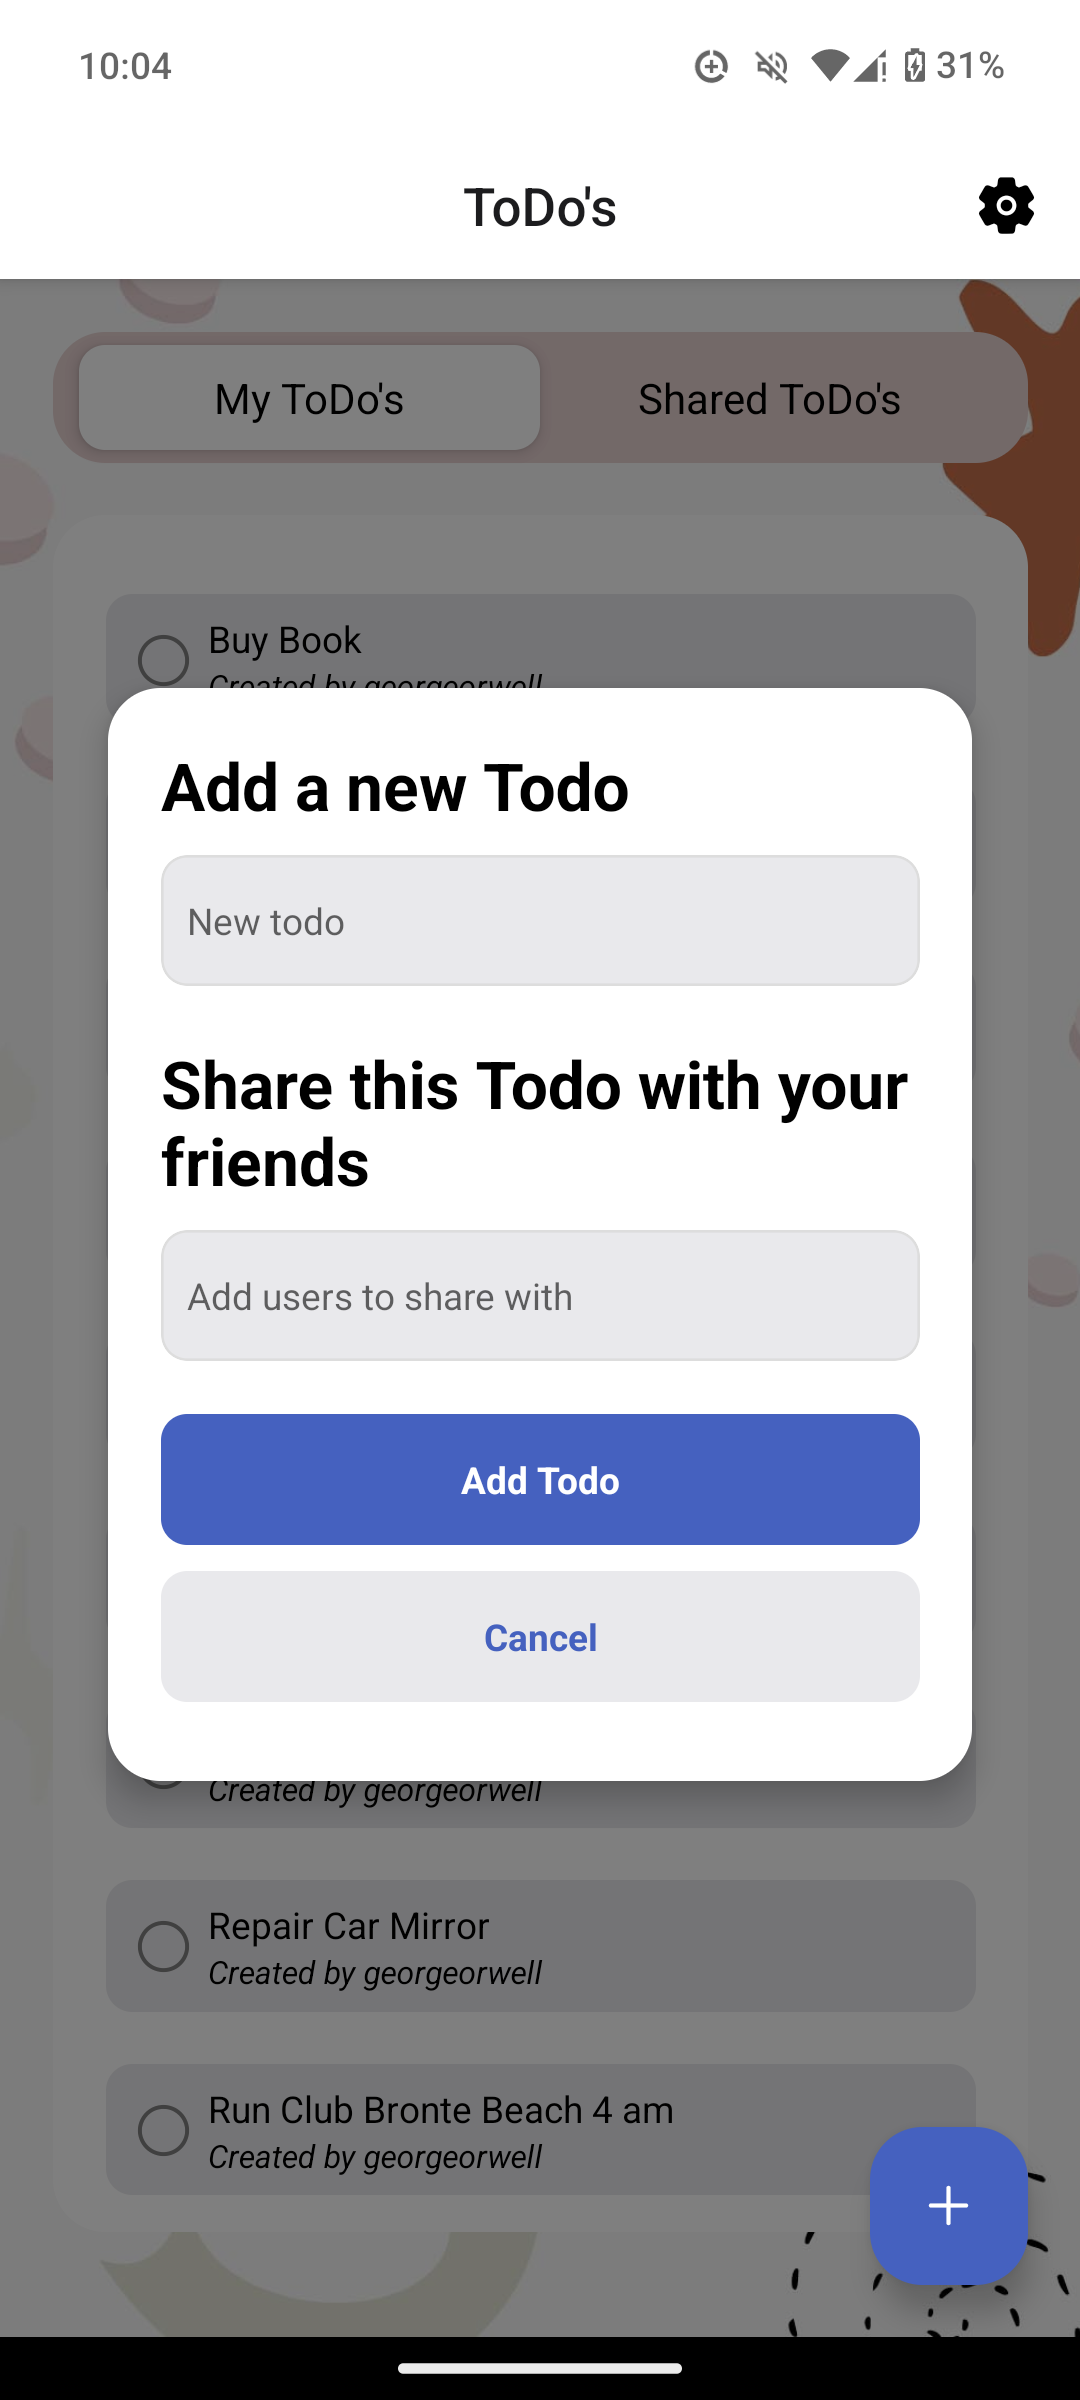 10:04
31%
ToDo's
My ToDo's
Shared ToDo's
Buy Book
Created by georgeorwell
Add a new Todo
New todo
Share this Todo with your
friends
Add users to share with
Add Todo
Cancel
Created by georgeorwell
Repair Car Mirror
Created by georgeorwell
Run Club Bronte Beach 4 am
Created by georgeorwell